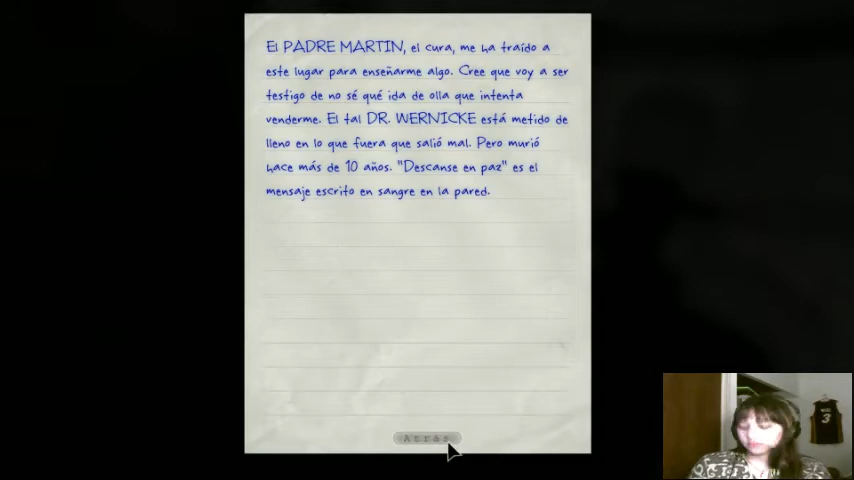 El PADRE MARTIN, el cura, me ha traído a
este lugar para enseñarme algo. Cree que voy a ser
testigo de no sé qué ida de olla que intenta
venderme. El tal DR. WERNICKE está metido de
lleno en lo que fuera que salió mal. Pero murió
hace más de 10 años. "Descanse en paz" es el
mensaje escrito en sangre en la pared.
Atrás
3